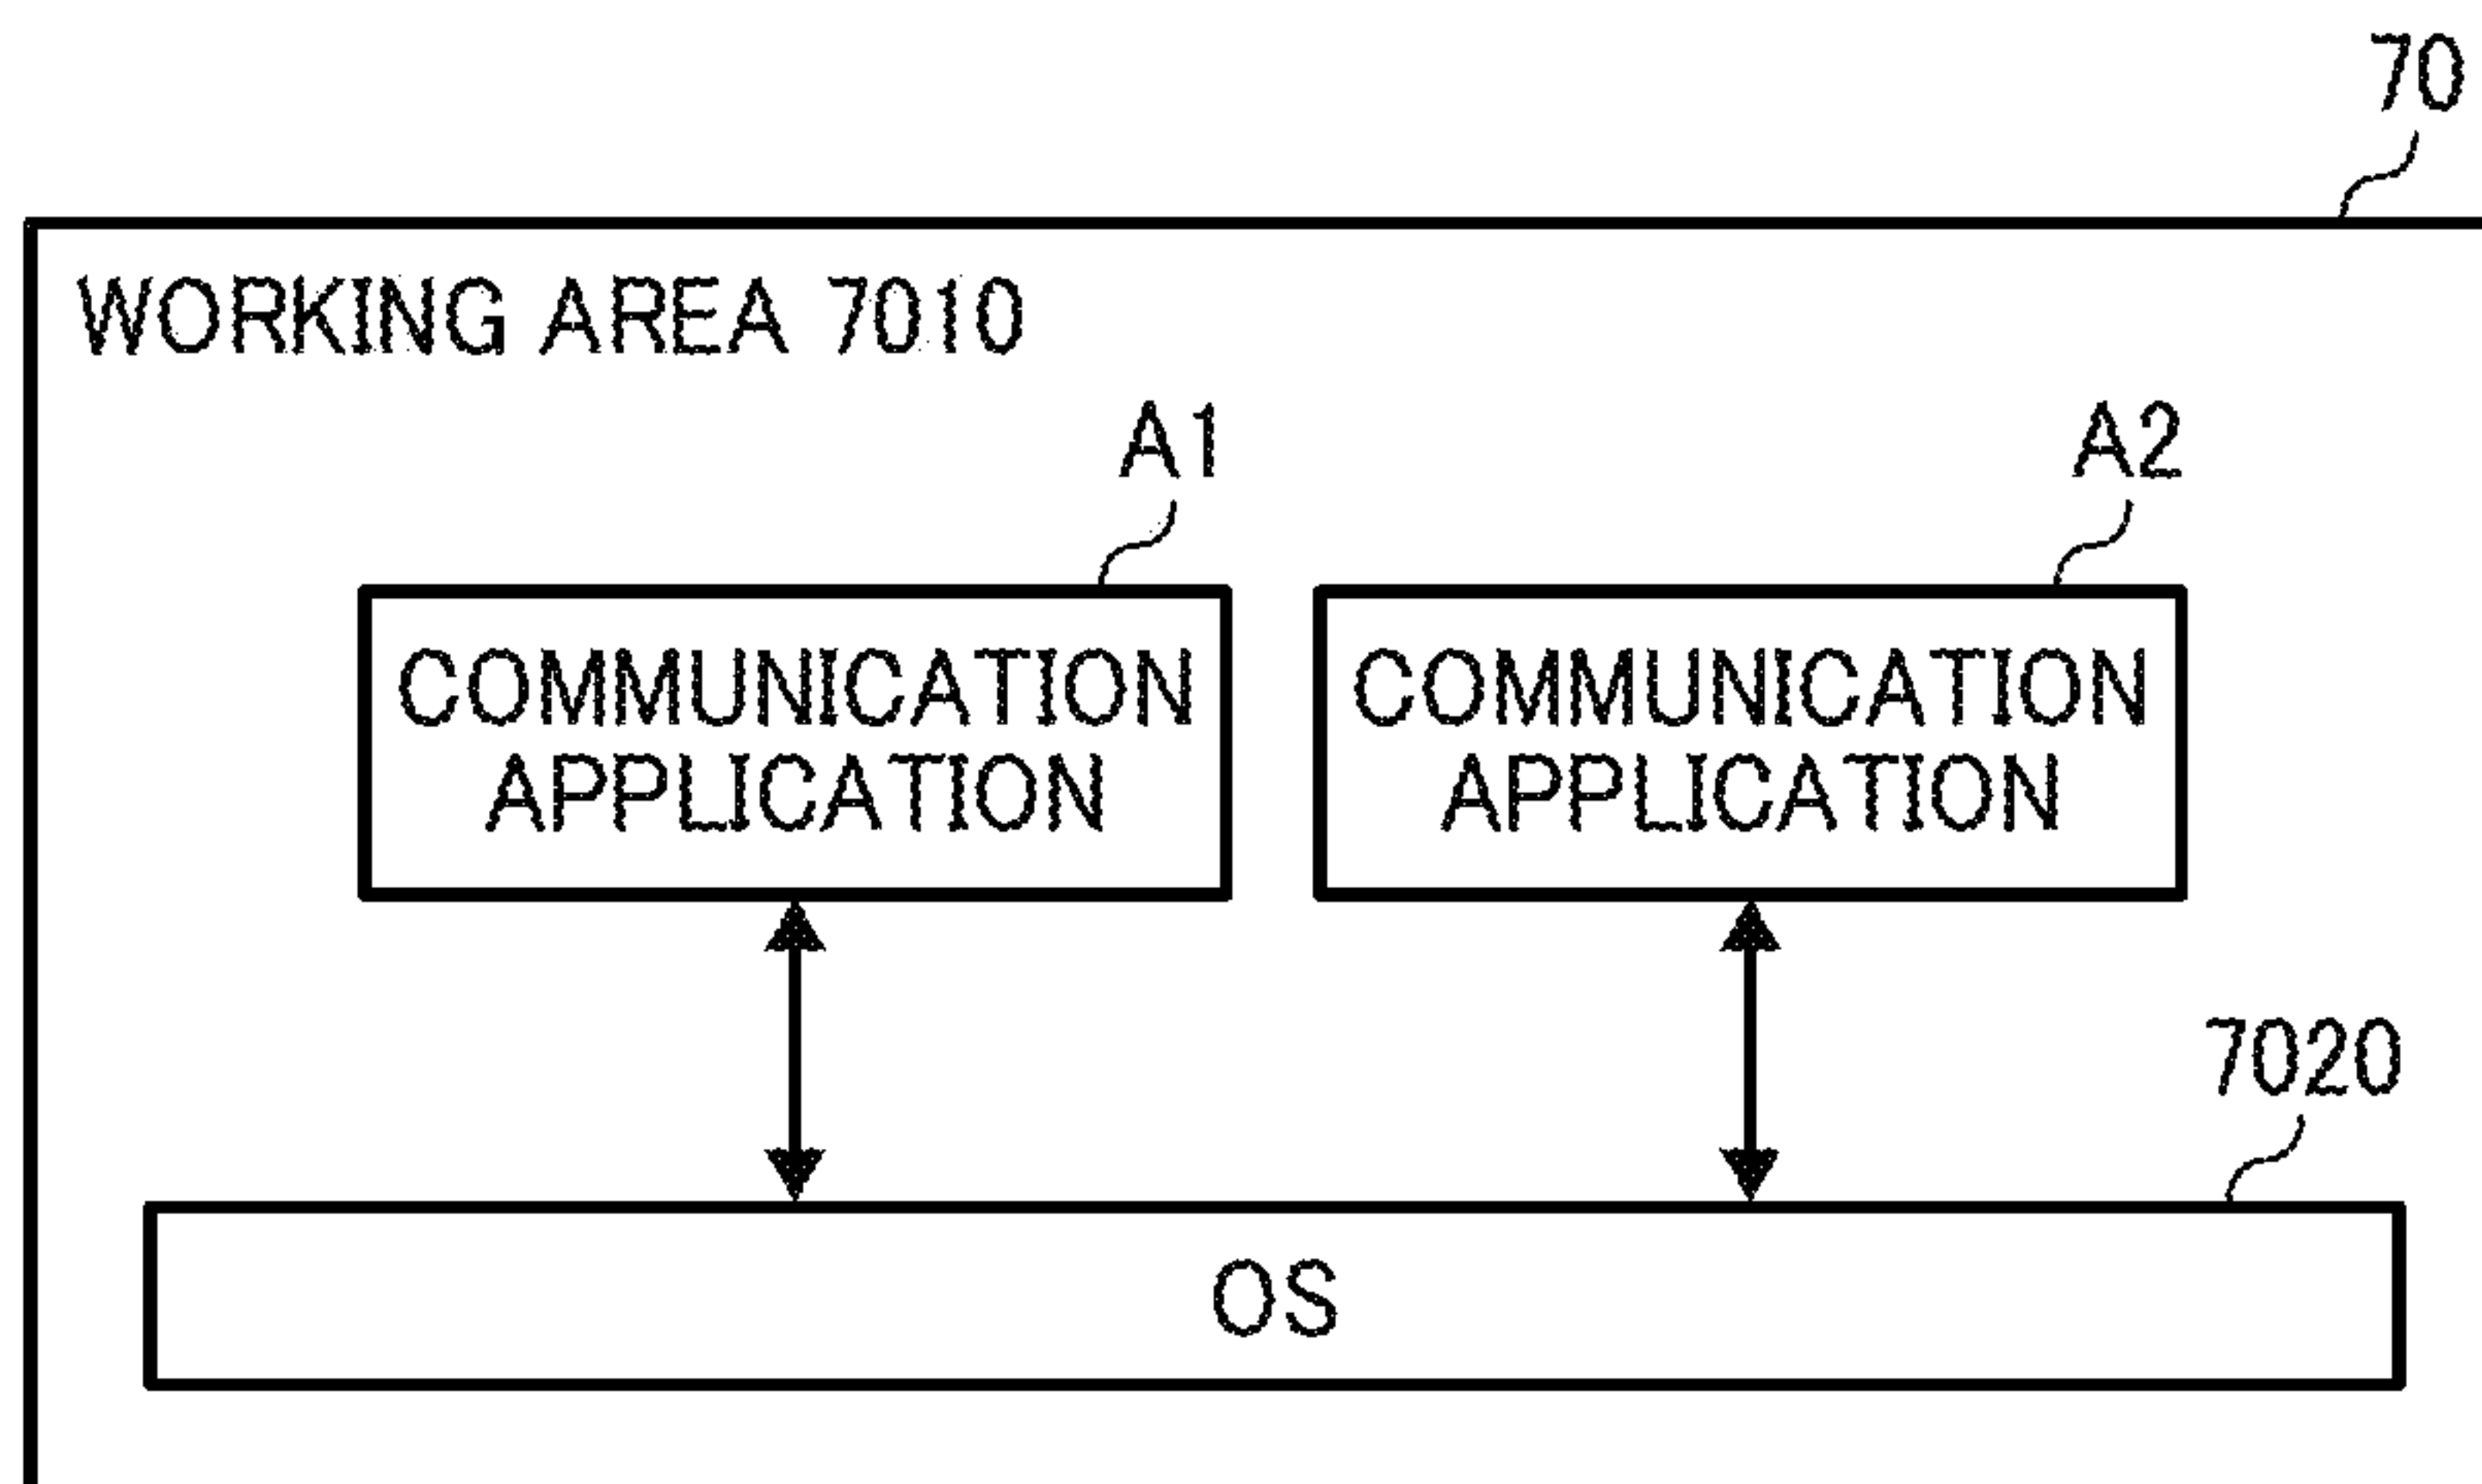 70
WORKING AREA 7010
A1
A2
COMMUNICATION
APPLICATION
COMMUNICATION
APPLICATION
7020
OS